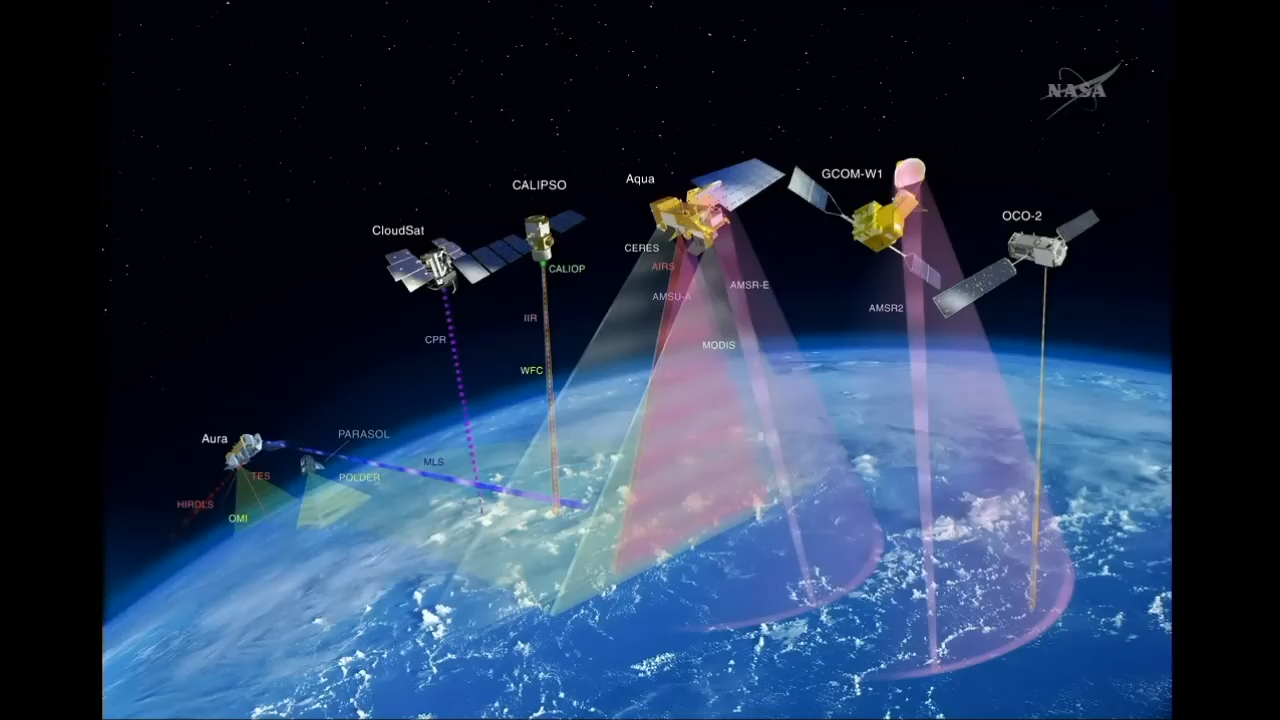 NASA
CALIPSO
Aqua
GCOM-W1
OCO-2
CloudSat
CERES
AIRS
CALIOP
AMSU-A
AMSR-E
AMSR2
IIR
CPR
MODIS
WFC
Aura
PARASOL
MLS
TES
POLDER
HIRDLS
OMI